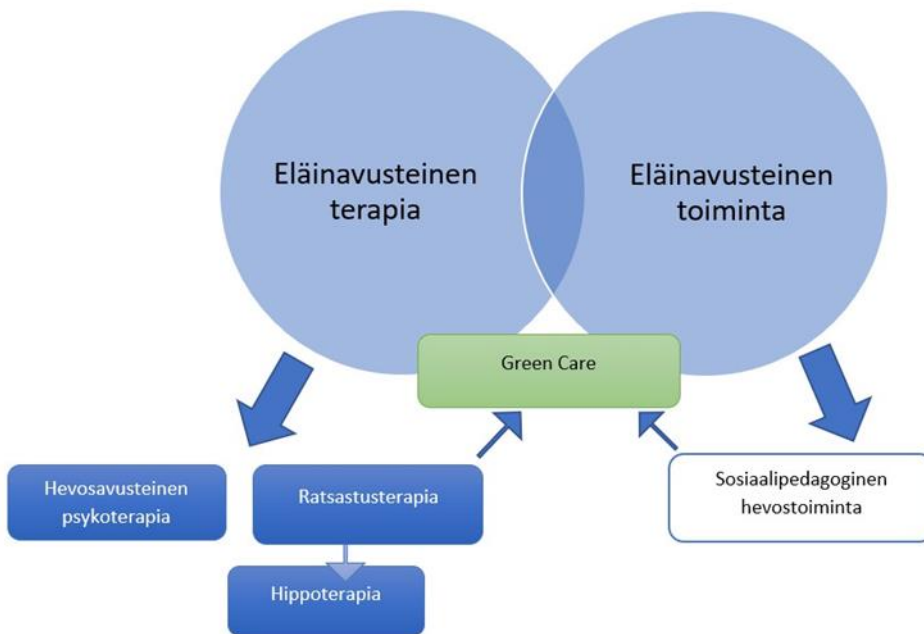 Eläinavusteinen
terapia
Eläinavusteinen
toiminta
Green Care
Hevosavusteinen
psykoterapia
Ratsastusterapia
Sosiaalipedagoginen
hevostoiminta
Hippoterapia